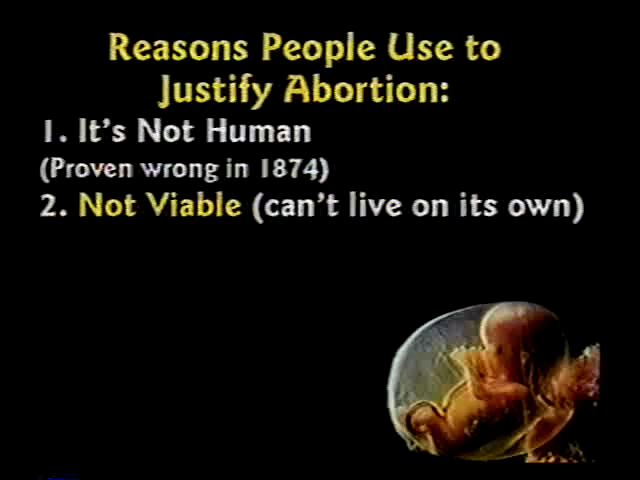 Reasons People Use to
Justify Abortion:
1. It's Not Human
(Proven wrong in 1874)
2. Not Viable (can't live on its own)